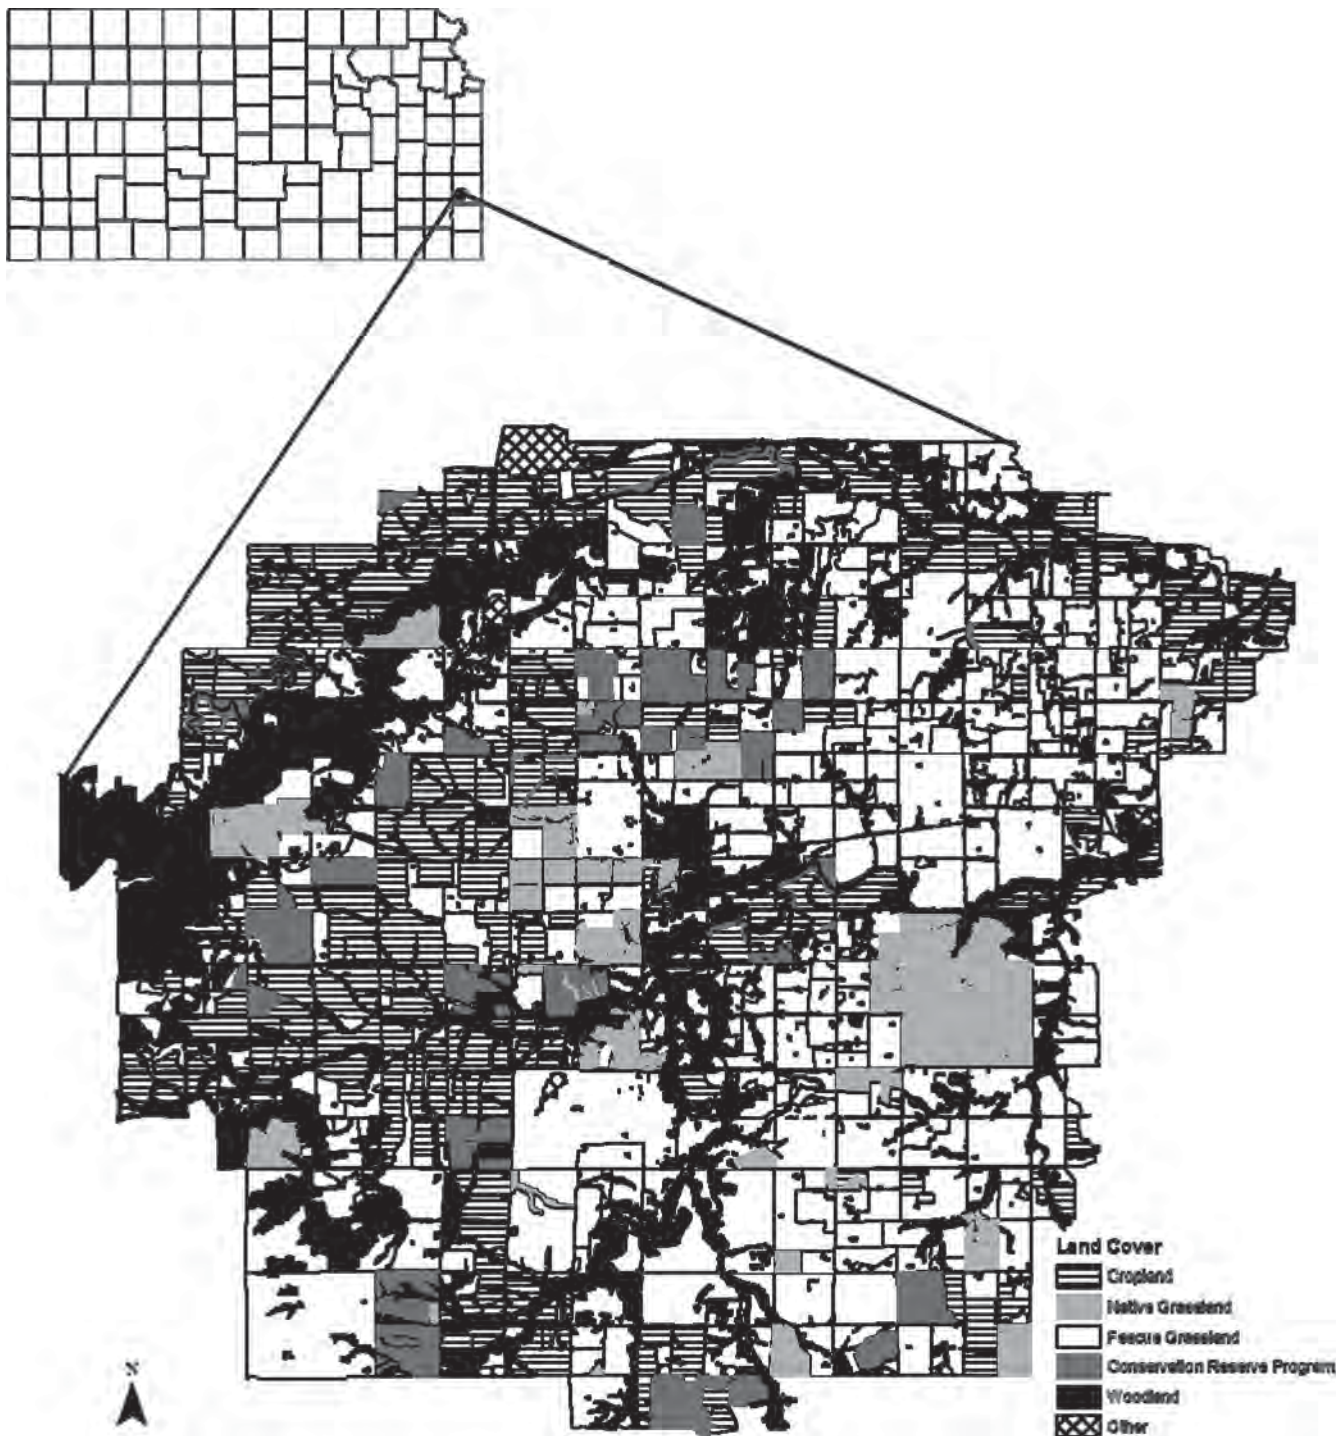 N
Land Cover
Cropland
Native Grassland
Fescue Grassland
Conservation Reserve Program
Woodland
Other